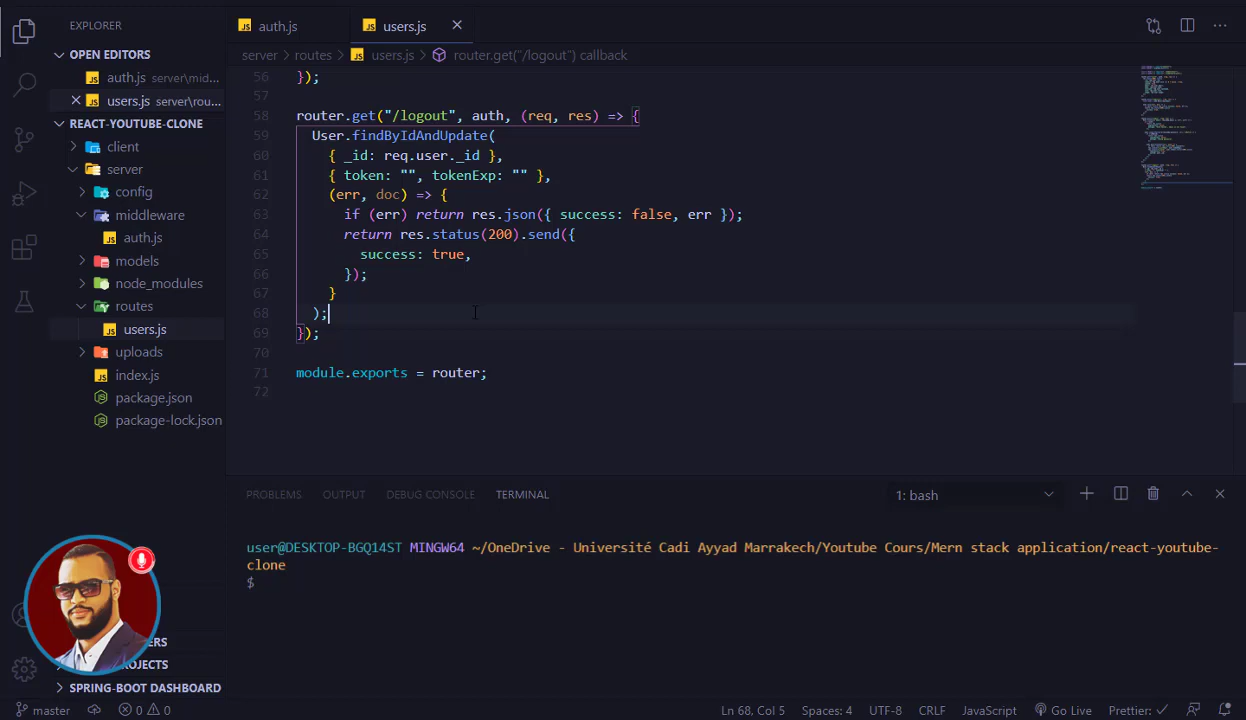 EXPLORER
OPEN EDITORS
auth.js server\mid...
users.js server\rou...
REACT-YOUTUBE-CLONE
client
server
config
middleware
auth.js
models
node_modules
routes
users.js
uploads
index.js
package.json
package-lock.json
ERS
ROJECTS
SPRING-BOOT DASHBOARD
auth.js users.js
server > routes > users.js > router.get("/logout") callback
56 });
57
58 router.get("/logout", auth, (req, res) => {
59 User.findByIdAndUpdate(
60 { _id: req.user._id },
61 { token: "", tokenExp: "" },
62 (err, doc) => {
63 if (err) return res.json({ success: false, err });
64 return res.status(200).send({
65 success: true,
66 });
67 }
68 );
69 });
70
71 module.exports = router;
72
PROBLEMS OUTPUT DEBUG CONSOLE TERMINAL 1: bash
user@DESKTOP-BGQ14ST MINGW64 ~/OneDrive - Université Cadi Ayyad Marrakech/Youtube Cours/Mern stack application/react-youtube-
clone
$
master 0 0 Ln 68, Col 5 Spaces: 4 UTF-8 CRLF JavaScript Go Live Prettier: ✓